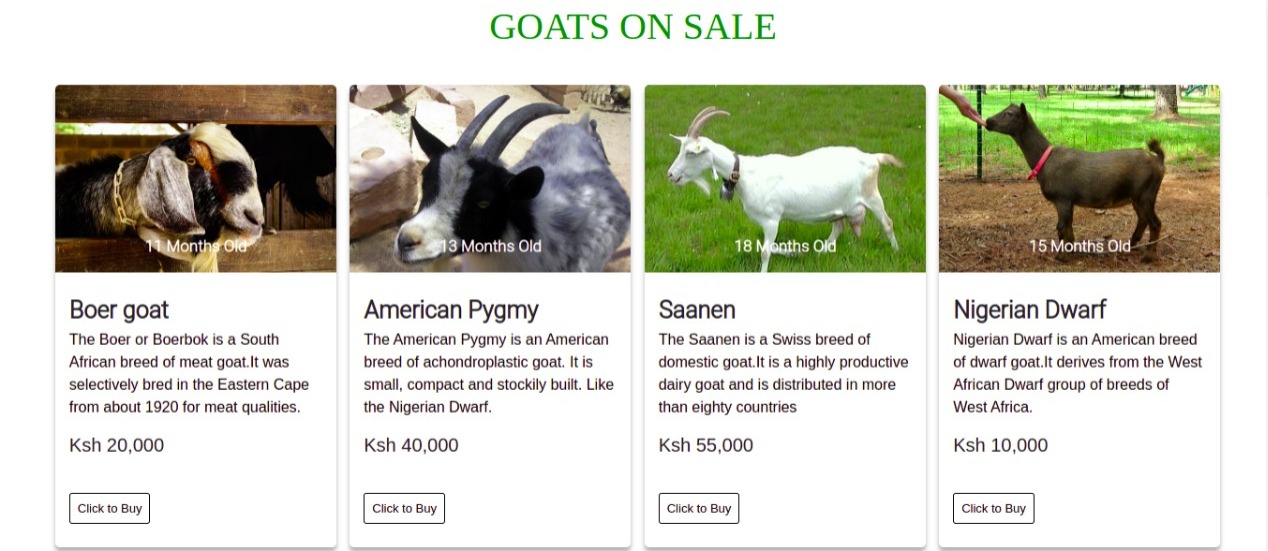 GOATS ON SALE
11 Months Old
13 Months Old
18 Months Old
15 Months Old
Boer goat
The Boer or Boerbok is a South
African breed of meat goat.It was
selectively bred in the Eastern Cape
from about 1920 for meat qualities.
Ksh 20,000
Click to Buy
American Pygmy
The American Pygmy is an American
breed of achondroplastic goat. It is
small, compact and stockily built. Like
the Nigerian Dwarf.
Ksh 40,000
Click to Buy
Saanen
The Saanen is a Swiss breed of
domestic goat.It is a highly productive
dairy goat and is distributed in more
than eighty countries
Ksh 55,000
Click to Buy
Nigerian Dwarf
Nigerian Dwarf is an American breed
of dwarf goat.It derives from the West
African Dwarf group of breeds of
West Africa.
Ksh 10,000
Click to Buy